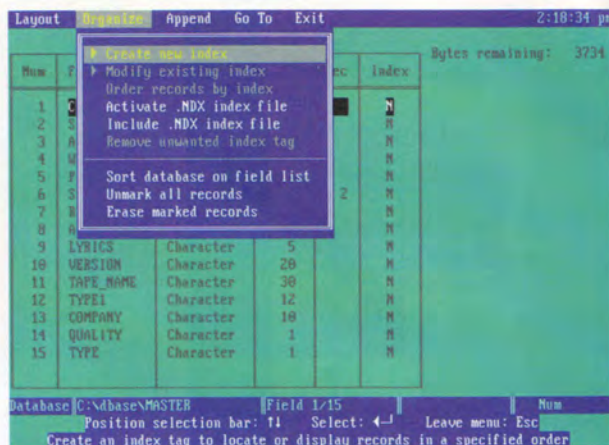 Layout Organize Append Go To Exit 2:18:34 pm
Bytes remaining: 3734
Num ec Index
Create new index
Modify existing index
Order records by index
Activate .NDX index file
Include .NDX index file
Remove unwanted index tag
Sort database on field list
Unmark all records
Erase marked records
1 C N
2 S N
3 A N
4 W N
5 F N
6 S 2 N
7 N
8 A N
9 LYRICS Character 5 N
10 VERSION Character 20 N
11 TAPE_NAME Character 30 N
12 TYPE1 Character 12 N
13 COMPANY Character 10 N
14 QUALITY Character 1 N
15 TYPE Character 1 N
Database C:\dbase\MASTER Field 1/15 Num
Position selection bar: ↑↓ Select: ◄┘ Leave menu: Esc
Create an index tag to locate or display records in a specified order